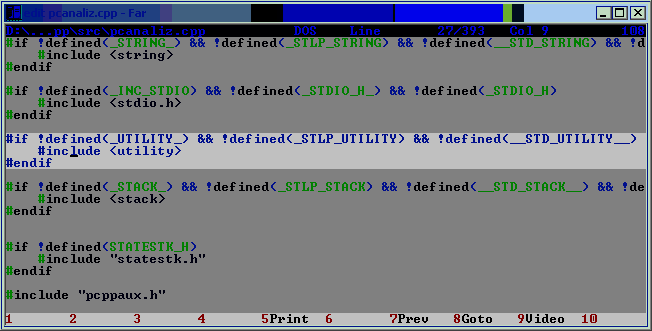 edit pcanaliz.cpp - Far
D:\...pp\src\pcanaliz.cpp DOS Line 27/393 Col 9 108
#if !defined(_STRING_) && !defined(_STLP_STRING) && !defined(__STD_STRING) && !d
#include <string>
#endif
#if !defined(_INC_STDIO) && !defined(_STDIO_H_) && !defined(_STDIO_H)
#include <stdio.h>
#endif
#if !defined(_UTILITY_) && !defined(_STLP_UTILITY) && !defined(__STD_UTILITY__)
#include <utility>
#endif
#if !defined(_STACK_) && !defined(_STLP_STACK) && !defined(__STD_STACK__) && !de
#include <stack>
#endif
#if !defined(STATESTK_H)
#include "statestk.h"
#endif
#include "pcppaux.h"
1 2 3 4 5Print 6 7Prev 8Goto 9Video 10